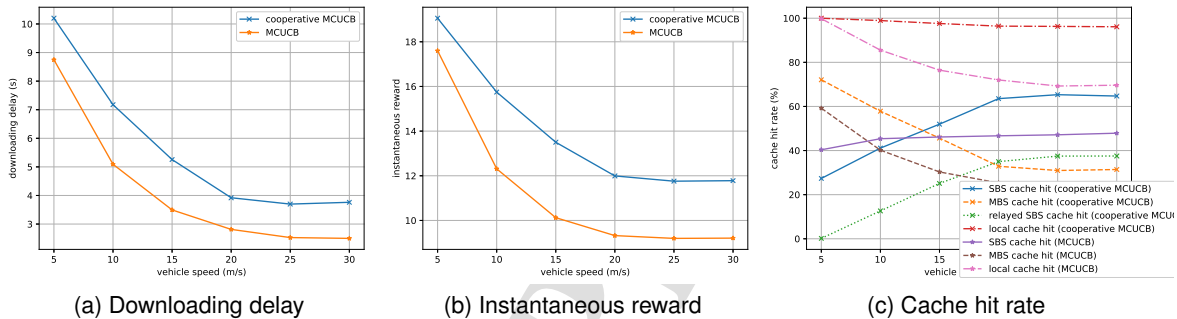 cooperative MCUCB
MCUCB
10
9
8
7
6
5
4
3
5
10
15
20
25
30
downloading delay (s)
vehicle speed (m/s)
(a) Downloading delay
cooperative MCUCB
MCUCB
18
16
14
12
10
5
10
15
20
25
30
instantaneous reward
vehicle speed (m/s)
(b) Instantaneous reward
100
80
60
40
20
0
5
10
15
cache hit rate (%)
vehicle
SBS cache hit (cooperative MCUCB)
MBS cache hit (cooperative MCUCB)
relayed SBS cache hit (cooperative MCUC
local cache hit (cooperative MCUCB)
SBS cache hit (MCUCB)
MBS cache hit (MCUCB)
local cache hit (MCUCB)
(c) Cache hit rate